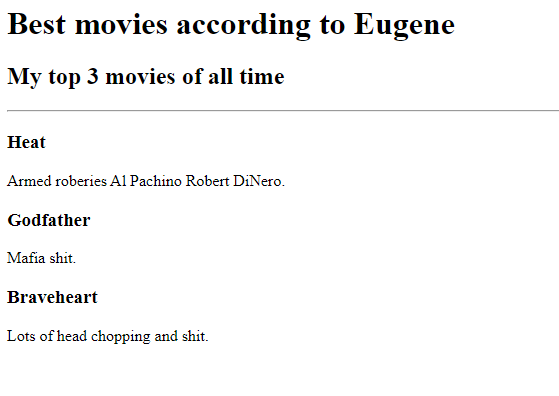 Best movies according to Eugene
My top 3 movies of all time
Heat
Armed roberies Al Pachino Robert DiNero.
Godfather
Mafia shit.
Braveheart
Lots of head chopping and shit.